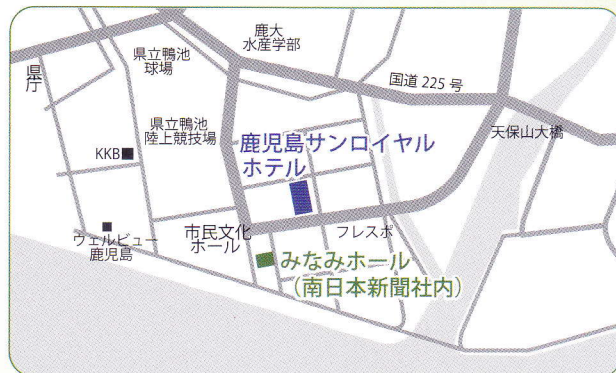 鹿大
水産学部
県立鴨池
球場
県庁
国道 225 号
県立鴨池
陸上競技場
天保山大橋
KKB
鹿児島サンロイヤル
ホテル
ウェルビュー
鹿児島
市民文化
ホール
フレスポ
みなみホール
（南日本新聞社内）